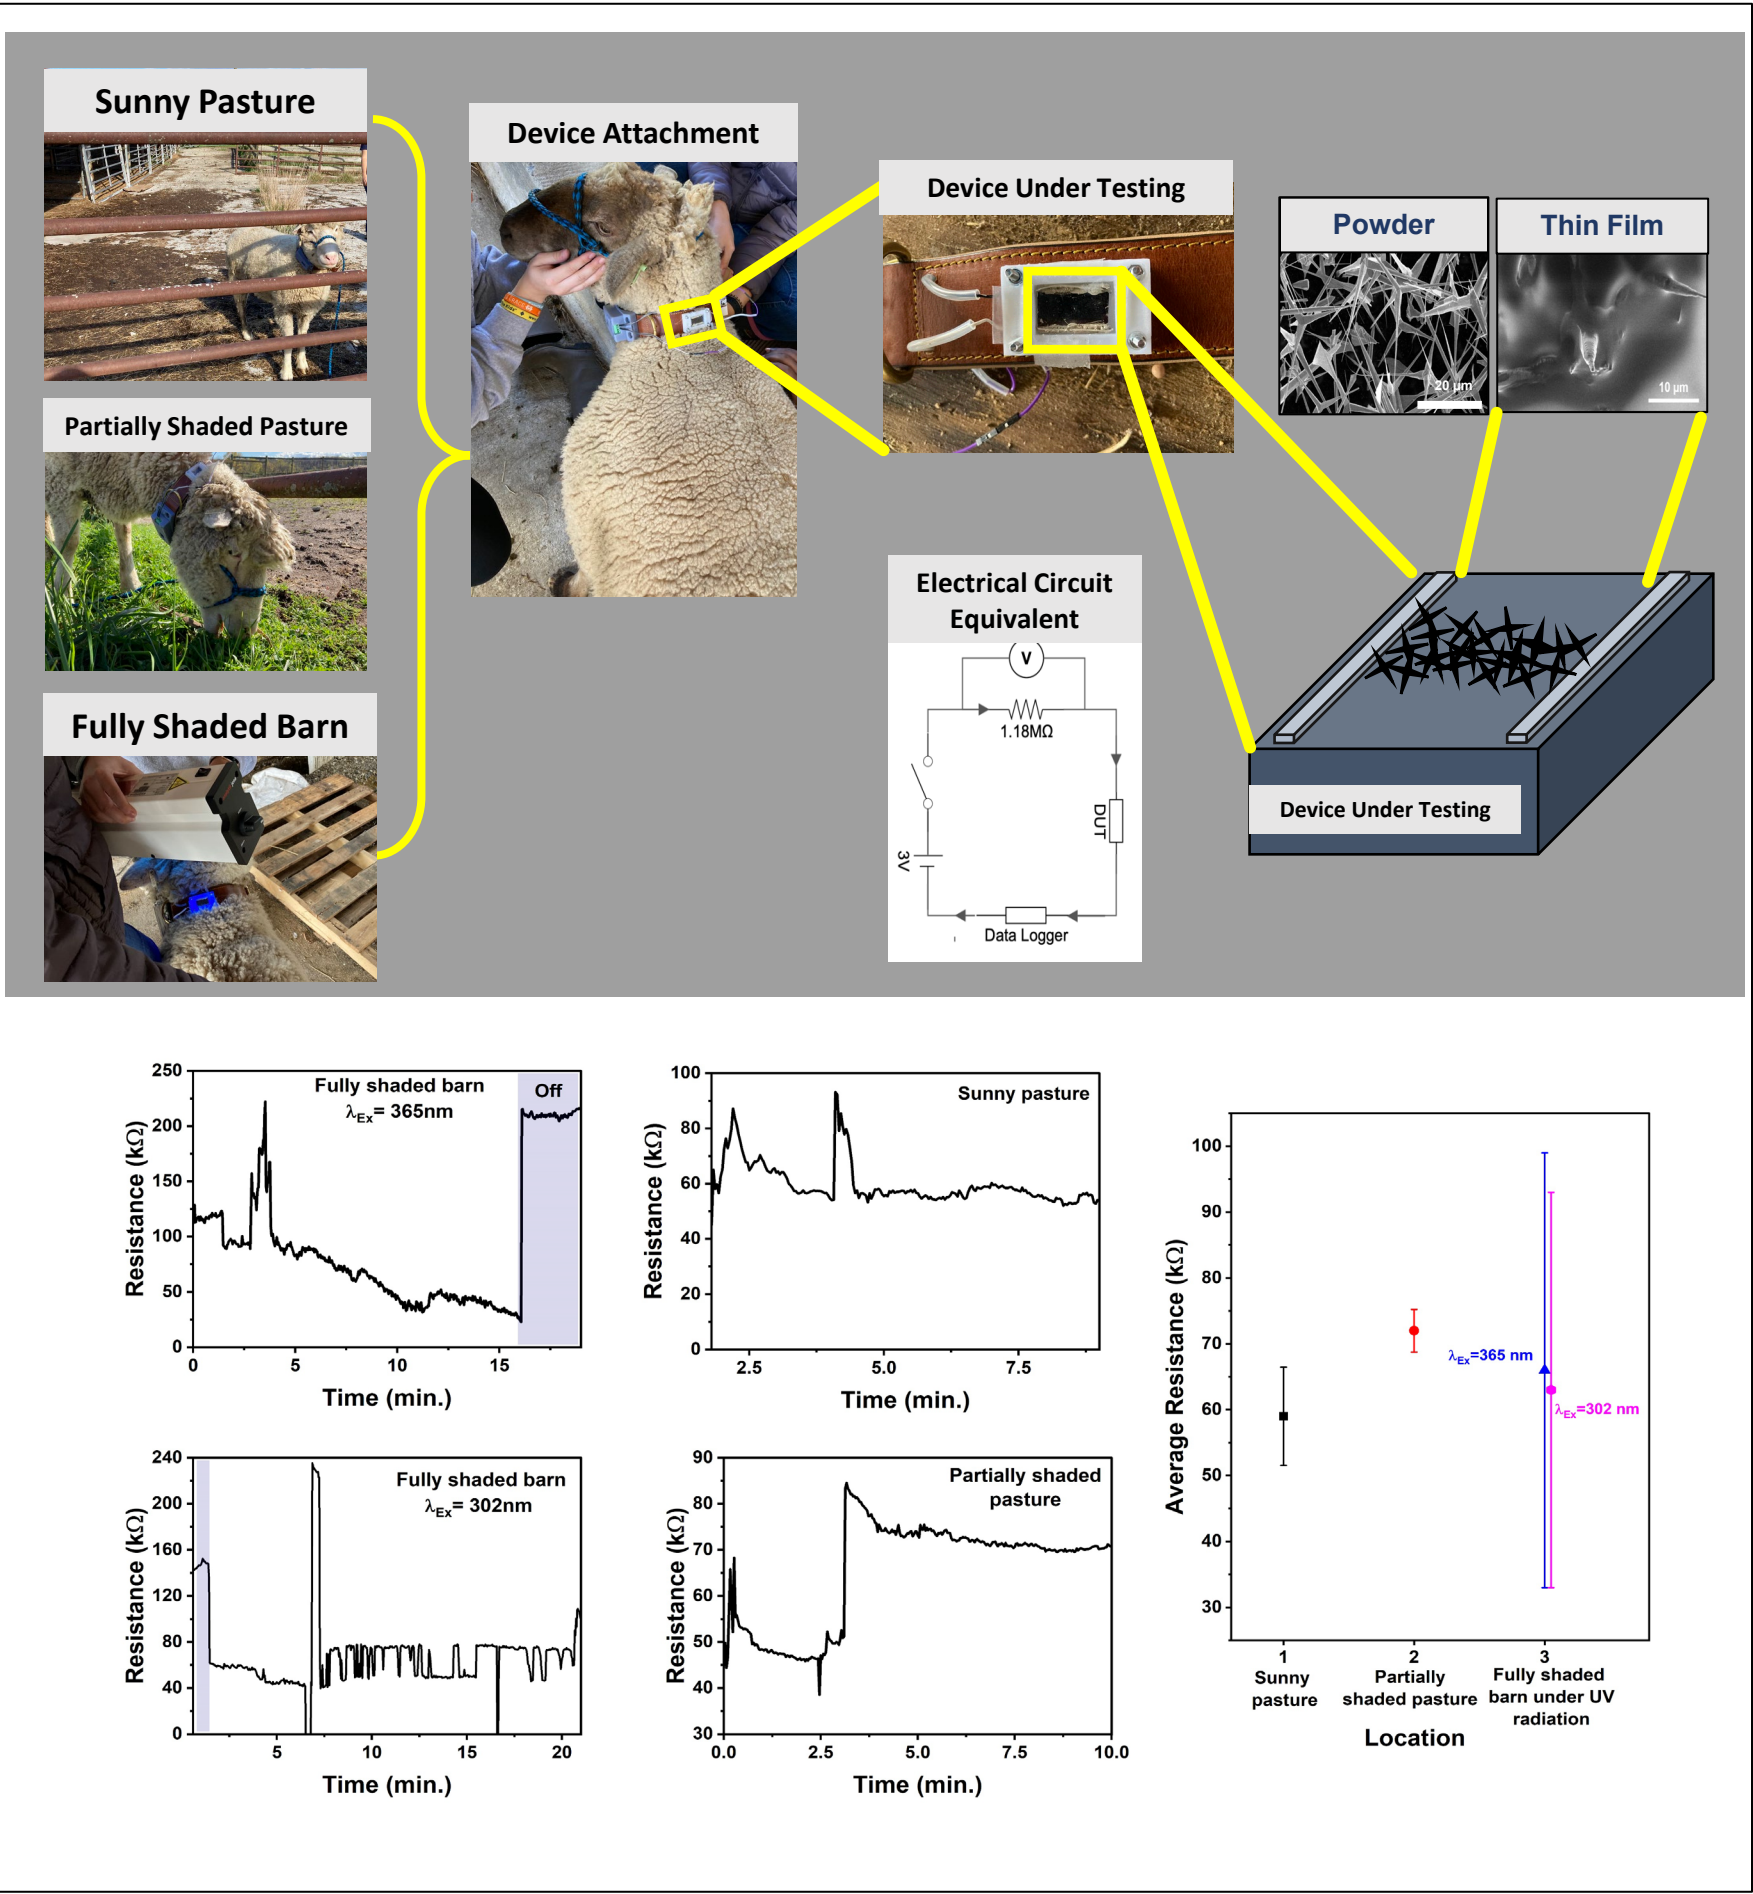 Sunny Pasture
Partially Shaded Pasture
Fully Shaded Barn
Device Attachment
Device Under Testing
Powder
20 µm
Thin Film
10 µm
Electrical Circuit
Equivalent
V
1.18MΩ
DUT
3V
Data Logger
Device Under Testing
Resistance (kΩ)
250
200
150
100
50
0
Fully shaded barn
λEx= 365nm
Off
0 5 10 15
Time (min.)
Resistance (kΩ)
100
80
60
40
20
0
Sunny pasture
2.5 5.0 7.5
Time (min.)
Resistance (kΩ)
240
200
160
120
80
40
0
Fully shaded barn
λEx= 302nm
5 10 15 20
Time (min.)
Resistance (kΩ)
90
80
70
60
50
40
30
Partially shaded
pasture
0.0 2.5 5.0 7.5 10.0
Time (min.)
Average Resistance (kΩ)
100
90
80
70
60
50
40
30
λEx=365 nm
λEx=302 nm
1 2 3
Sunny
pasture
Partially
shaded pasture
Fully shaded
barn under UV
radiation
Location